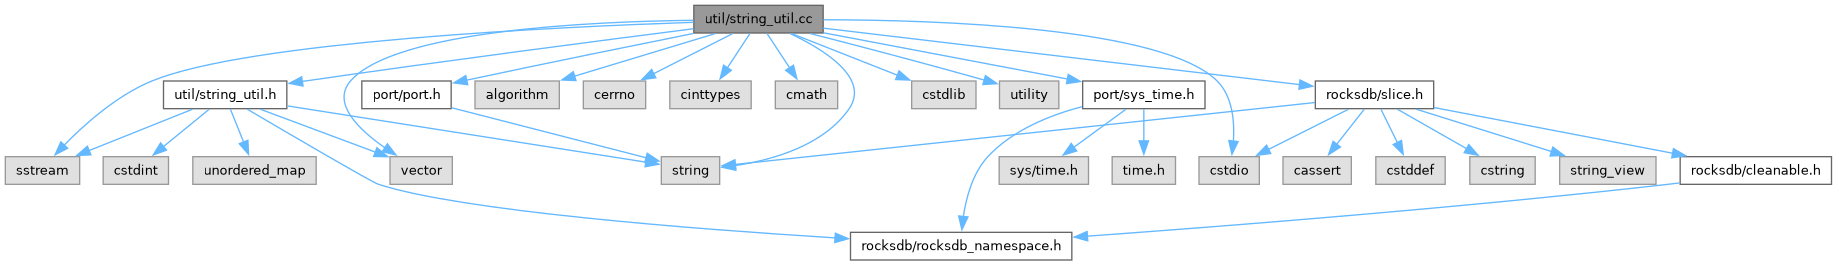 util/string_util.cc
util/string_util.h
port/port.h
algorithm
cerrno
cinttypes
cmath
cstdlib
utility
port/sys_time.h
rocksdb/slice.h
sstream
cstdint
unordered_map
vector
string
sys/time.h
time.h
cstdio
cassert
cstddef
cstring
string_view
rocksdb/cleanable.h
rocksdb/rocksdb_namespace.h